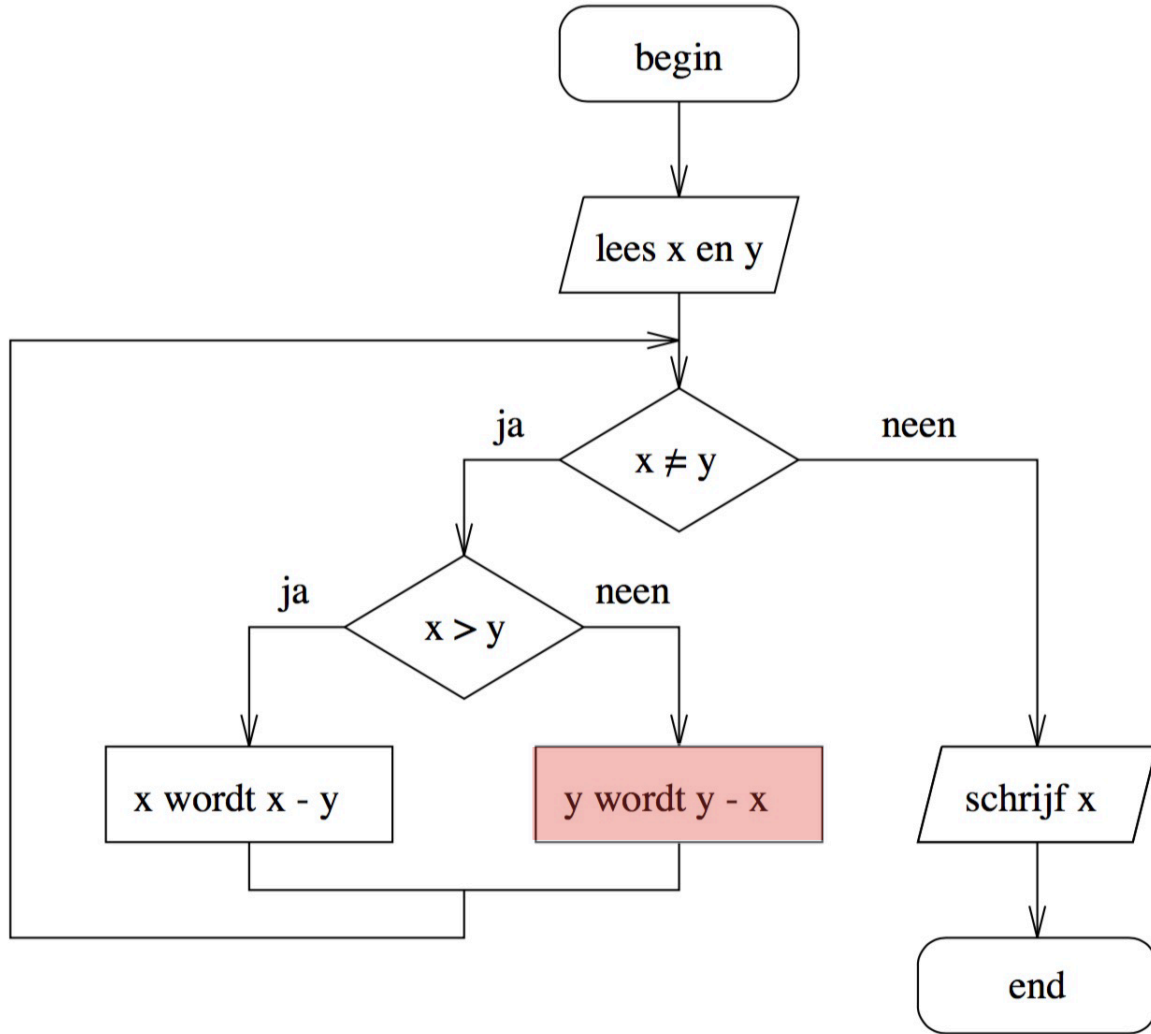 begin
lees x en y
ja
neen
x ≠ y
ja
neen
x > y
x wordt x - y
y wordt y - x
schrijf x
end